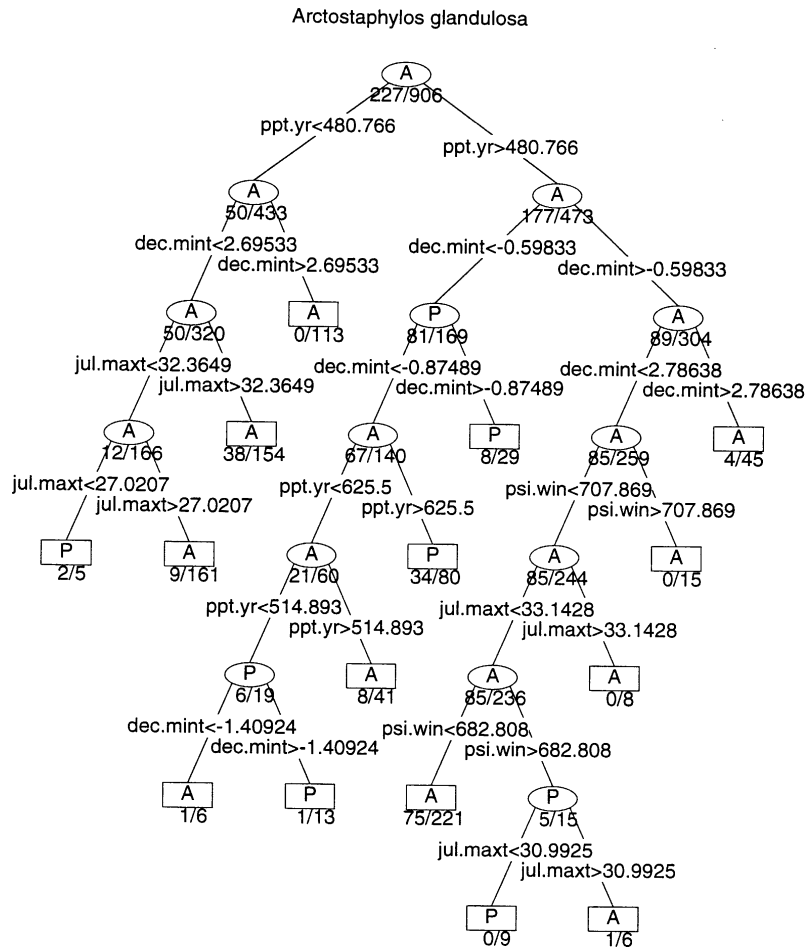 Arctostaphylos glandulosa
A
227/906
ppt.yr<480.766
ppt.yr>480.766
A
50/433
A
177/473
dec.mint<2.69533
dec.mint>2.69533
dec.mint<-0.59833
dec.mint>-0.59833
A
50/320
A
0/113
P
81/169
A
89/304
jul.maxt<32.3649
jul.maxt>32.3649
dec.mint<-0.87489
dec.mint>-0.87489
dec.mint<2.78638
dec.mint>2.78638
A
12/166
A
38/154
A
67/140
P
8/29
A
85/259
A
4/45
jul.maxt<27.0207
jul.maxt>27.0207
ppt.yr<625.5
ppt.yr>625.5
psi.win<707.869
psi.win>707.869
P
2/5
A
9/161
A
21/60
P
34/80
A
85/244
A
0/15
ppt.yr<514.893
ppt.yr>514.893
jul.maxt<33.1428
jul.maxt>33.1428
P
6/19
A
8/41
A
85/236
A
0/8
dec.mint<-1.40924
dec.mint>-1.40924
psi.win<682.808
psi.win>682.808
A
1/6
P
1/13
A
75/221
P
5/15
jul.maxt<30.9925
jul.maxt>30.9925
P
0/9
A
1/6